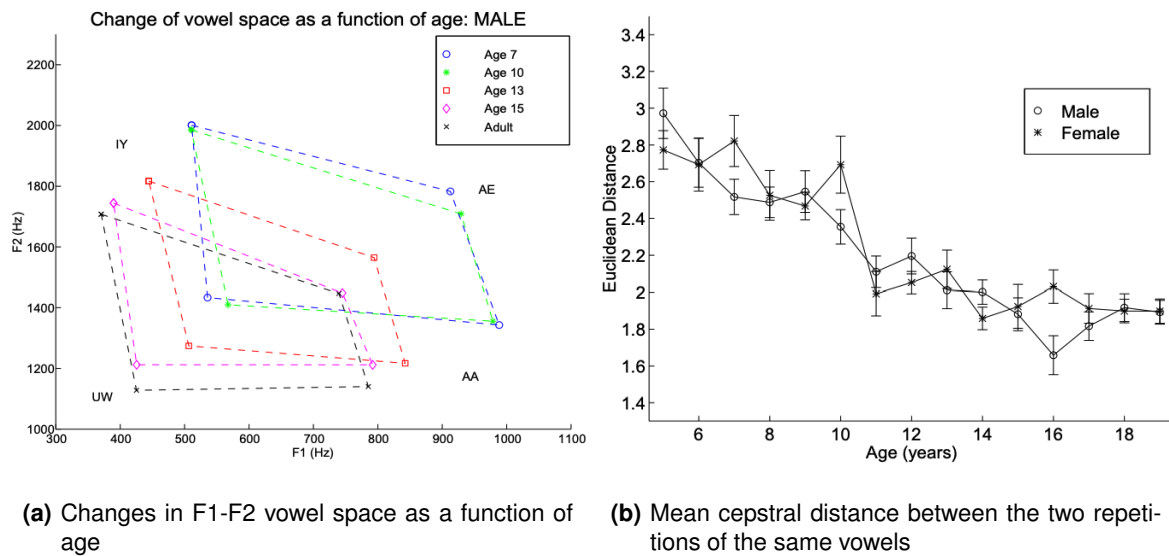 Change of vowel space as a function of age: MALE
2200
2000
1800
1600
1400
1200
1000
F2 (Hz)
300 400 500 600 700 800 900 1000 1100
F1 (Hz)
Age 7
Age 10
Age 13
Age 15
Adult
IY
AE
UW
AA
3.4
3.2
3
2.8
2.6
2.4
2.2
2
1.8
1.6
1.4
Euclidean Distance
6 8 10 12 14 16 18
Age (years)
Male
Female
(a) Changes in F1-F2 vowel space as a function of
age
(b) Mean cepstral distance between the two repeti-
tions of the same vowels